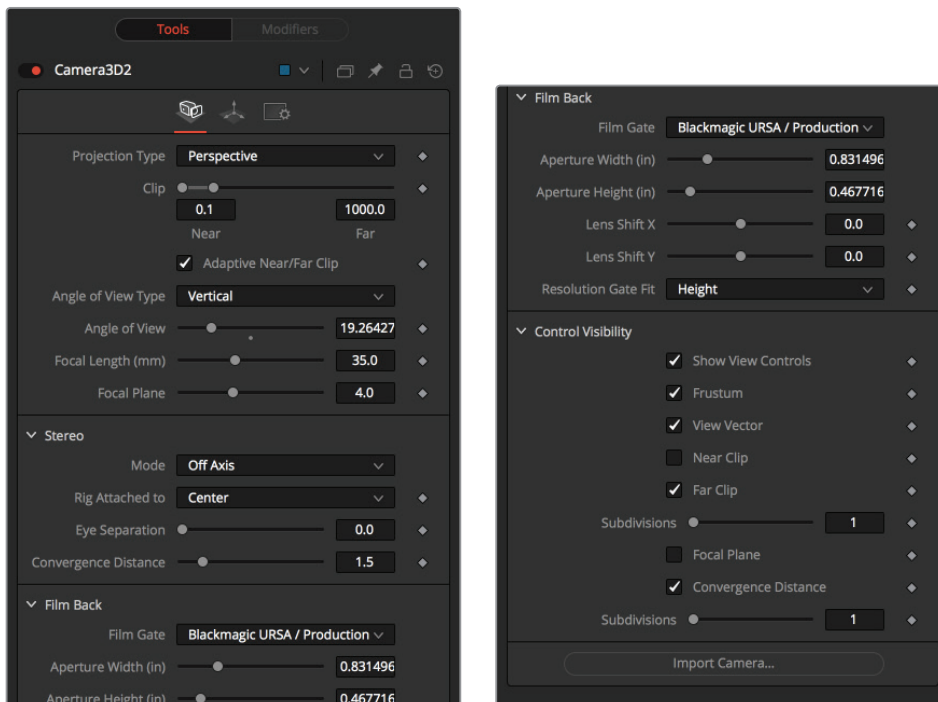 Tools Modifiers
Camera3D2
Projection Type Perspective
Clip
0.1 1000.0
Near Far
Adaptive Near/Far Clip
Angle of View Type Vertical
Angle of View 19.26427
Focal Length (mm) 35.0
Focal Plane 4.0
Stereo
Mode Off Axis
Rig Attached to Center
Eye Separation 0.0
Convergence Distance 1.5
Film Back
Film Gate Blackmagic URSA / Production
Aperture Width (in) 0.831496
Aperture Height (in) 0.467716
Film Back
Film Gate Blackmagic URSA / Production
Aperture Width (in) 0.831496
Aperture Height (in) 0.467716
Lens Shift X 0.0
Lens Shift Y 0.0
Resolution Gate Fit Height
Control Visibility
Show View Controls
Frustum
View Vector
Near Clip
Far Clip
Subdivisions 1
Focal Plane
Convergence Distance
Subdivisions 1
Import Camera...